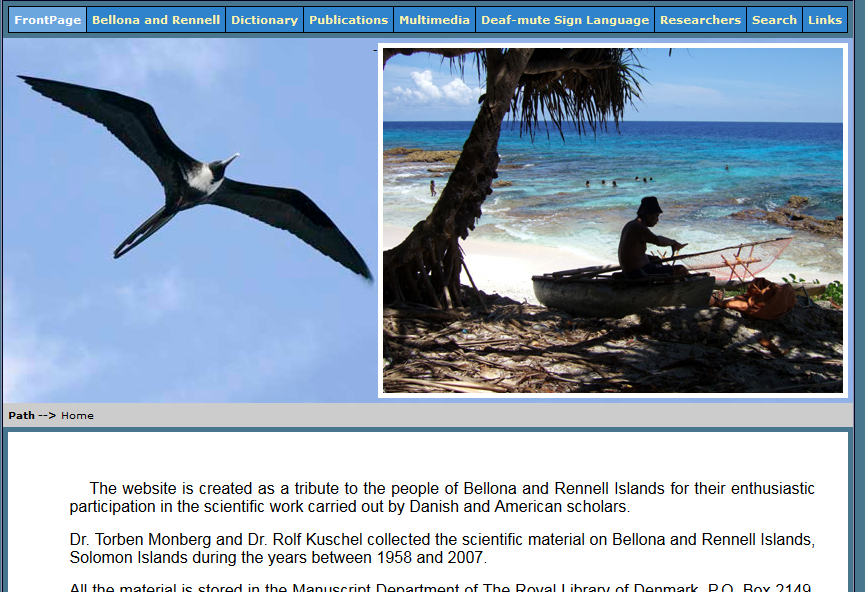 FrontPage Bellona and Rennell Dictionary Publications Multimedia Deaf-mute Sign Language Researchers Search Links
Path --> Home
The website is created as a tribute to the people of Bellona and Rennell Islands for their enthusiastic
participation in the scientific work carried out by Danish and American scholars.
Dr. Torben Monberg and Dr. Rolf Kuschel collected the scientific material on Bellona and Rennell Islands,
Solomon Islands during the years between 1958 and 2007.
All the material is stored in the Manuscript Department of The Royal Library of Denmark, P.O. Box 2149,